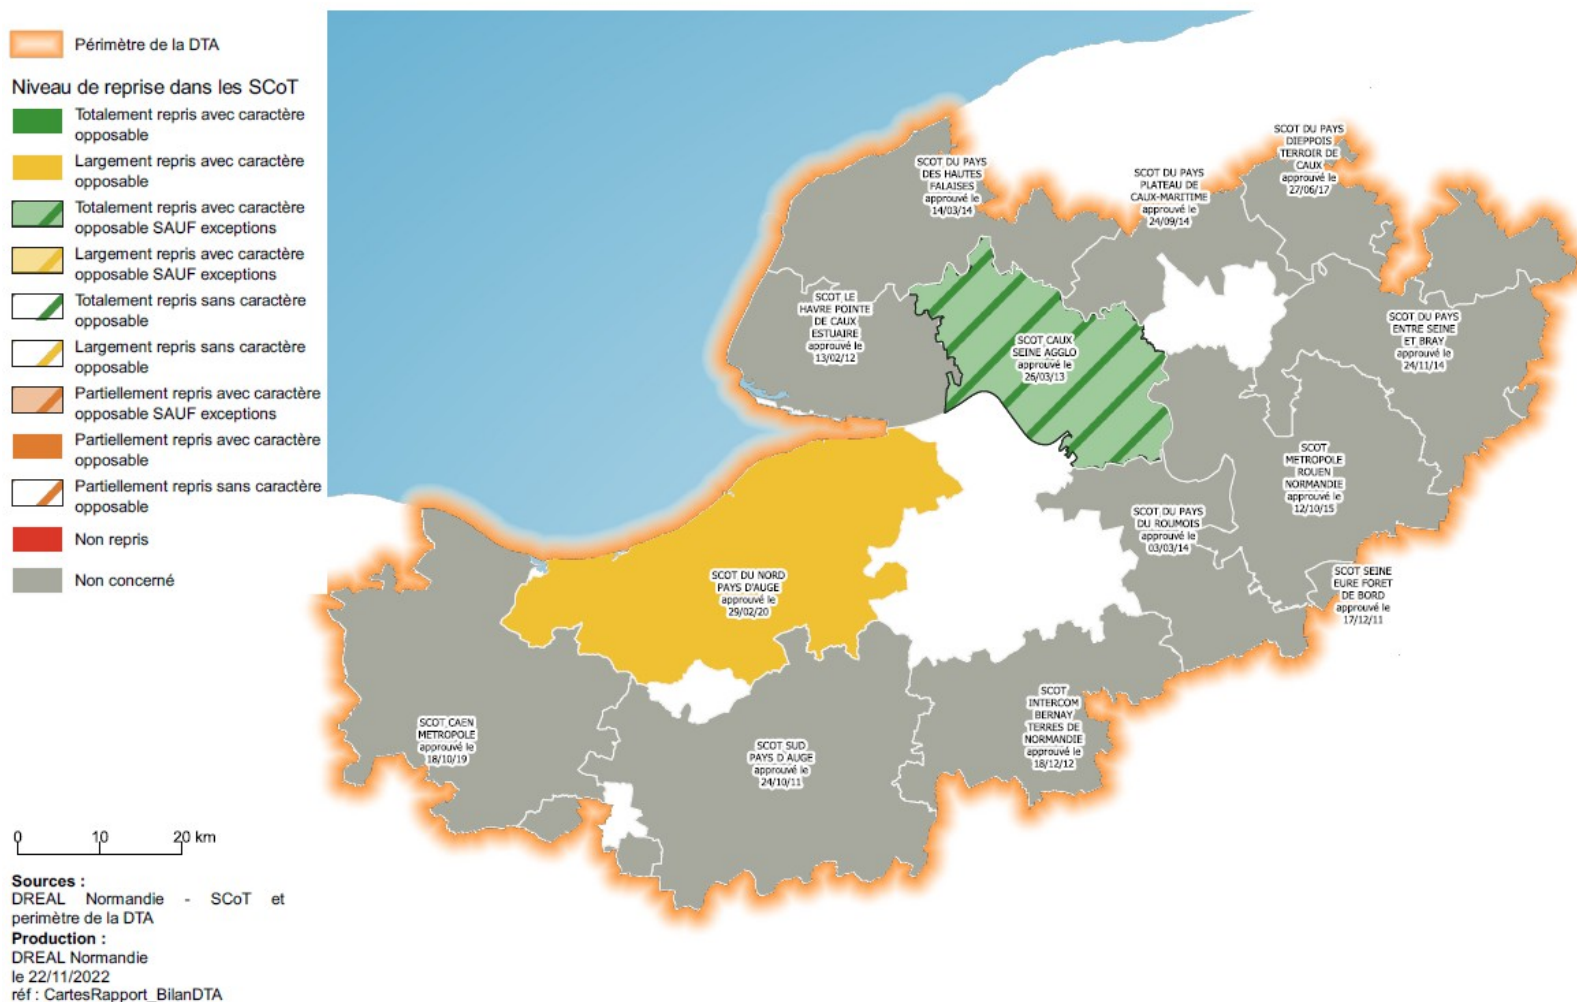 Périmètre de la DTA
Niveau de reprise dans les SCoT
Totalement repris avec caractère
opposable
Largement repris avec caractère
opposable
Totalement repris avec caractère
opposable SAUF exceptions
Largement repris avec caractère
opposable SAUF exceptions
Totalement repris sans caractère
opposable
Largement repris sans caractère
opposable
Partiellement repris avec caractère
opposable SAUF exceptions
Partiellement repris avec caractère
opposable
Partiellement repris sans caractère
opposable
Non repris
Non concerné
0 10 20 km
Sources :
DREAL Normandie - SCoT et
perimètre de la DTA
Production :
DREAL Normandie
le 22/11/2022
réf : CartesRapport_BilanDTA
SCOT DU PAYS
DES HAUTES
FALAISES
approuvé le
14/03/14
SCOT DU PAYS
PLATEAU DE
CAUX-MARITIME
approuvé le
24/09/14
SCOT DU PAYS
DIEPPOIS
TERROIR DE
CAUX
approuvé le
27/06/17
SCOT LE
HAVRE POINTE
DE CAUX
ESTUAIRE
approuvé le
13/02/12
SCOT CAUX
SEINE AGGLO
approuvé le
26/03/13
SCOT DU PAYS
ENTRE SEINE
ET BRAY
approuvé le
24/11/14
SCOT
METROPOLE
ROUEN
NORMANDIE
approuvé le
12/10/15
SCOT DU PAYS
DU ROUMOIS
approuvé le
03/03/14
SCOT SEINE
EURE FORET
DE BORD
approuvé le
17/12/11
SCOT DU NORD
PAYS D'AUGE
approuvé le
29/02/20
SCOT CAEN
METROPOLE
approuvé le
18/10/19
SCOT SUD
PAYS D'AUGE
approuvé le
24/10/11
SCOT
INTERCOM
BERNAY
TERRES DE
NORMANDIE
approuvé le
18/12/12